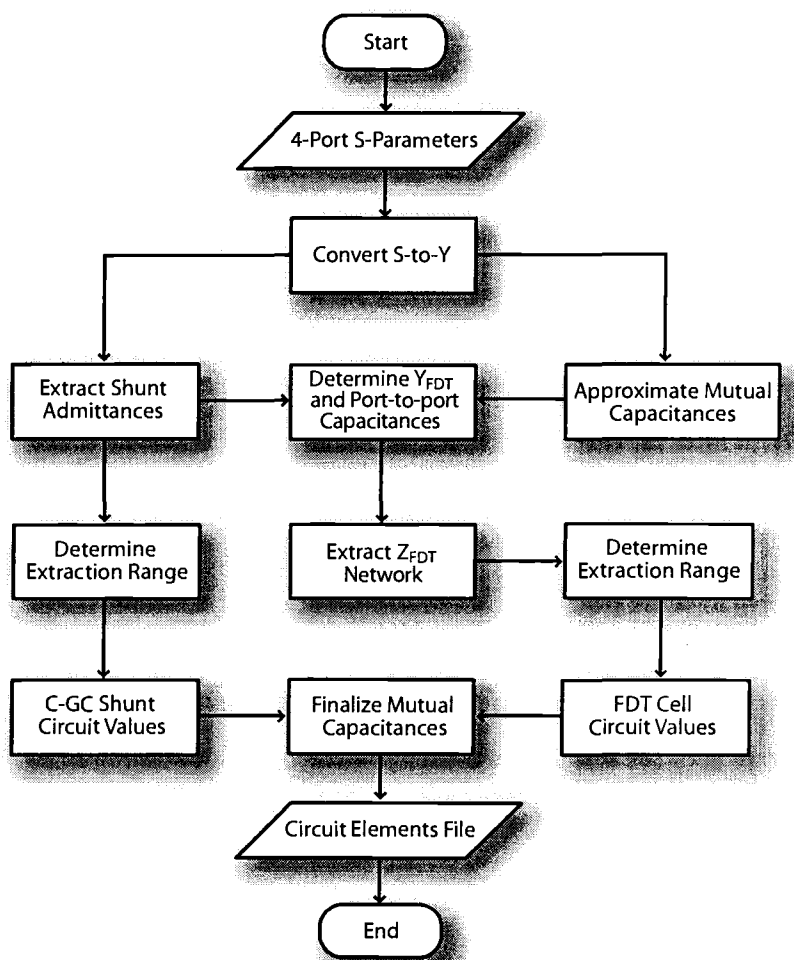 Start
4-Port S-Parameters
Convert S-to-Y
Extract Shunt
Admittances
Determine Y_FDT
and Port-to-port
Capacitances
Approximate Mutual
Capacitances
Determine
Extraction Range
Extract Z_FDT
Network
Determine
Extraction Range
C-GC Shunt
Circuit Values
Finalize Mutual
Capacitances
FDT Cell
Circuit Values
Circuit Elements File
End